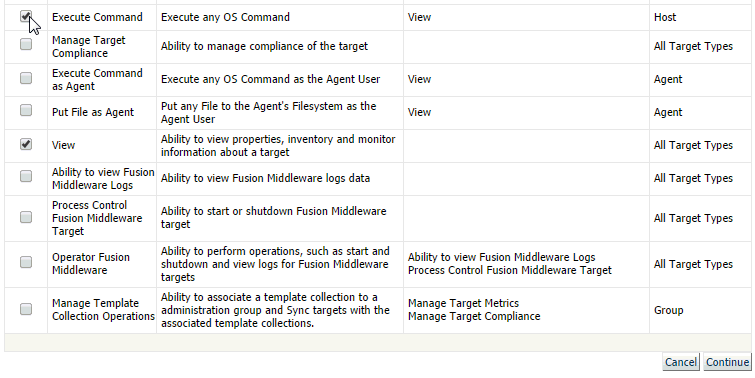 Execute Command Execute any OS Command View Host
Manage Target
Compliance Ability to manage compliance of the target All Target Types
Execute Command
as Agent Execute any OS Command as the Agent User View Agent
Put File as Agent Put any File to the Agent's Filesystem as the
Agent User View Agent
View Ability to view properties, inventory and monitor
information about a target All Target Types
Ability to view Fusion
Middleware Logs Ability to view Fusion Middleware logs data All Target Types
Process Control
Fusion Middleware
Target Ability to start or shutdown Fusion Middleware
target All Target Types
Operator Fusion
Middleware Ability to perform operations, such as start and
shutdown and view logs for Fusion Middleware
targets Ability to view Fusion Middleware Logs
Process Control Fusion Middleware Target All Target Types
Manage Template
Collection Operations Ability to associate a template collection to a
administration group and Sync targets with the
associated template collections. Manage Target Metrics
Manage Target Compliance Group
Cancel Continue